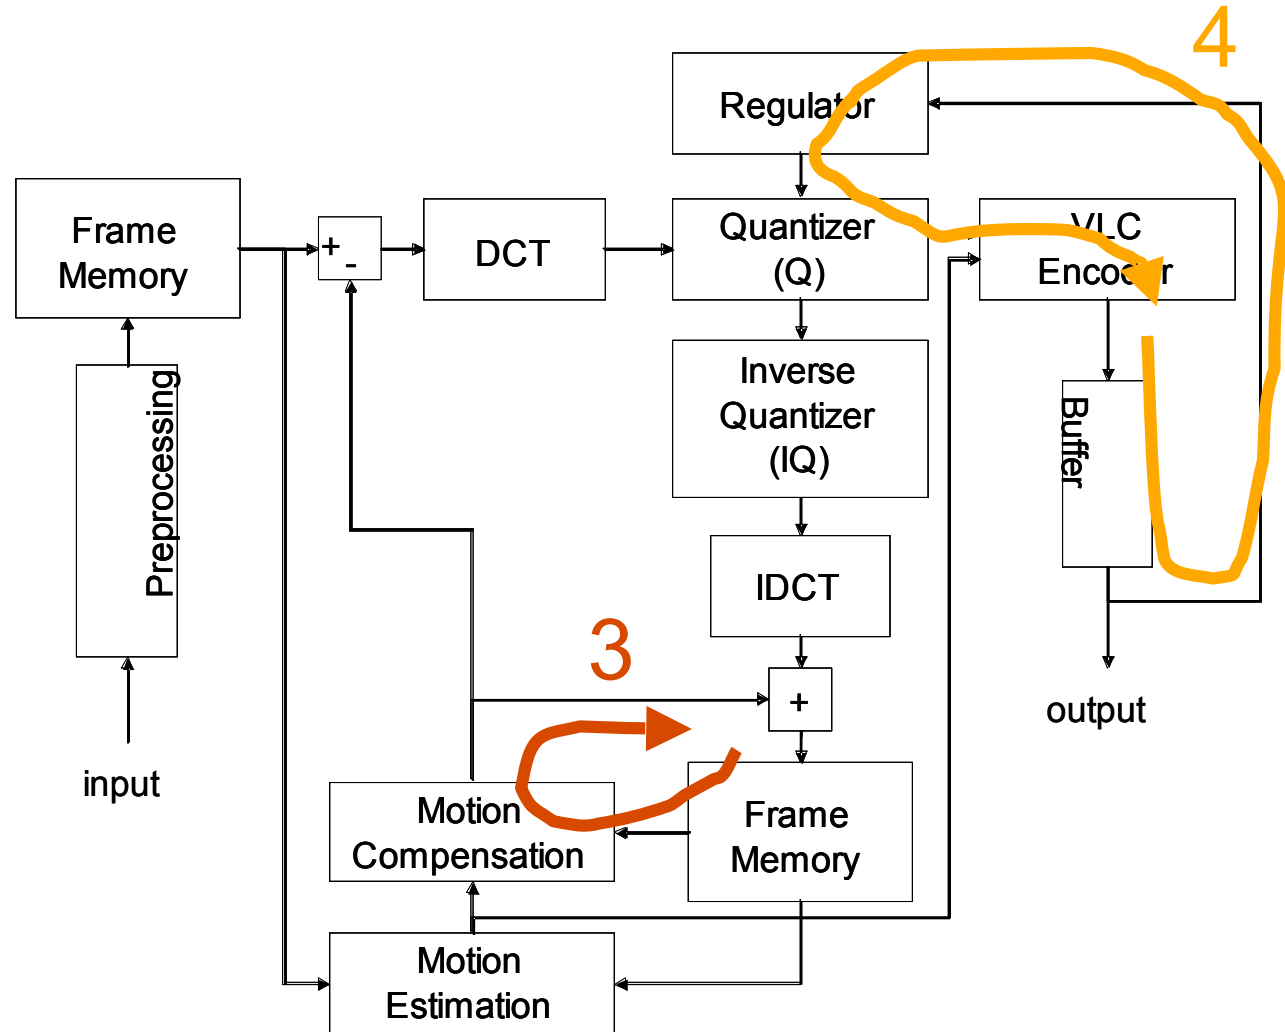 4
Regulator
Frame
Memory
+
-
DCT
Quantizer
(Q)
VLC
Encoder
Preprocessing
Inverse
Quantizer
(IQ)
Buffer
IDCT
3
+
output
input
Motion
Compensation
Frame
Memory
Motion
Estimation